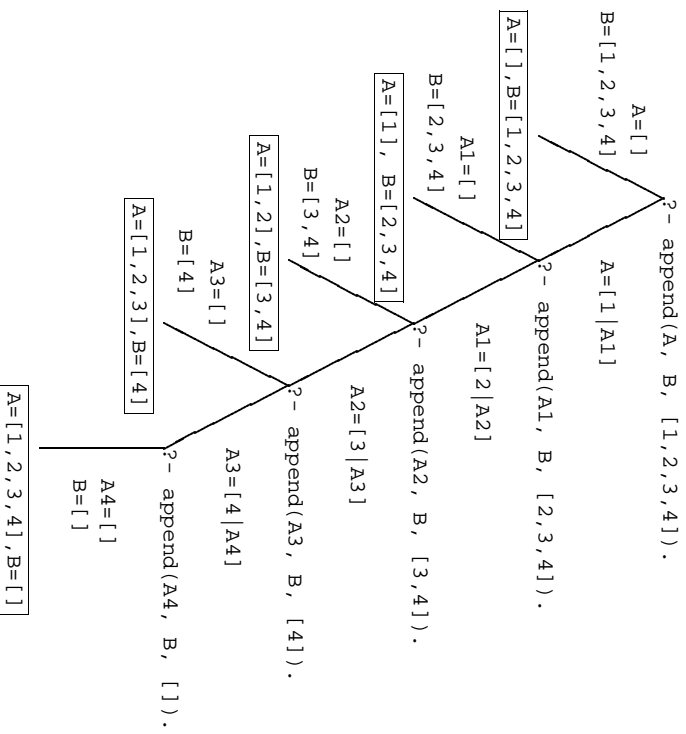 ?- append(A, B, [1,2,3,4]).
A=[]
B=[1,2,3,4]
A=[1|A1]
A=[],B=[1,2,3,4]
?- append(A1, B, [2,3,4]).
A1=[]
B=[2,3,4]
A1=[2|A2]
A=[1], B=[2,3,4]
?- append(A2, B, [3,4]).
A2=[]
B=[3,4]
A2=[3|A3]
A=[1,2],B=[3,4]
?- append(A3, B, [4]).
A3=[]
B=[4]
A3=[4|A4]
A=[1,2,3],B=[4]
?- append(A4, B, []).
A4=[]
B=[]
A=[1,2,3,4],B=[]